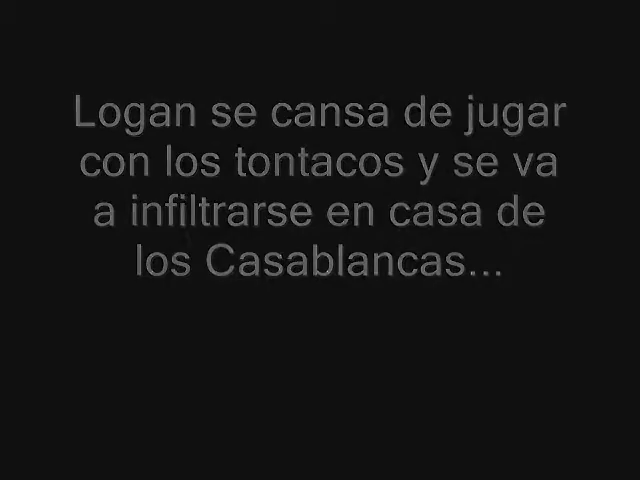 Logan se cansa de jugar
con los tontacos y se va
a infiltrarse en casa de
los Casablancas...